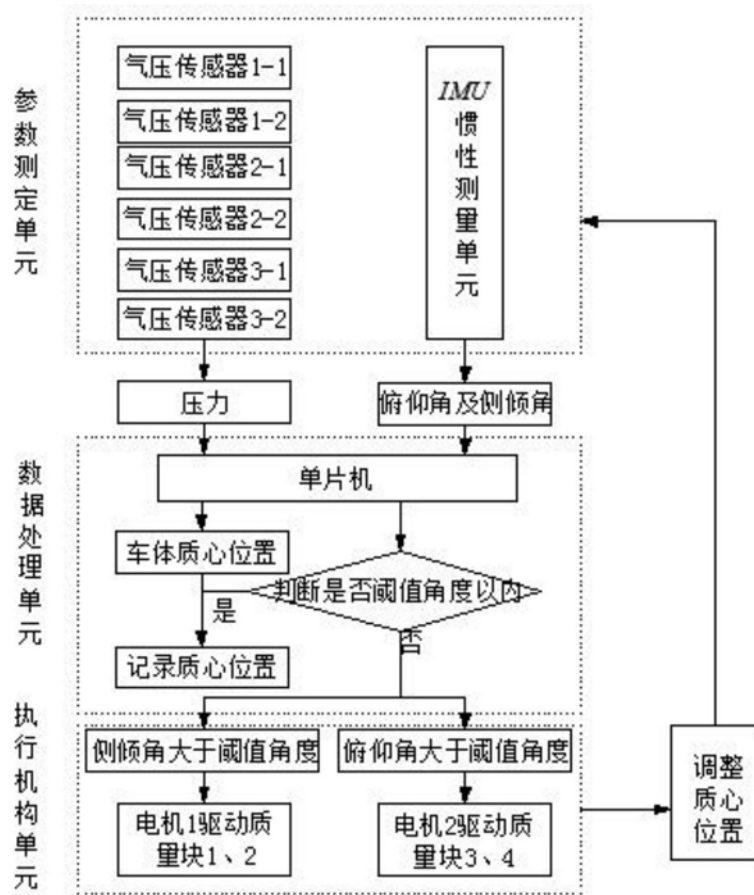 参数测定单元
气压传感器1-1
气压传感器1-2
气压传感器2-1
气压传感器2-2
气压传感器3-1
气压传感器3-2
IMU
惯性测量单元
压力
俯仰角及侧倾角
数据处理单元
单片机
车体质心位置
判断是否阈值角度以内
是
否
记录质心位置
执行机构单元
侧倾角大于阈值角度
俯仰角大于阈值角度
电机1驱动质
量块1、2
电机2驱动质
量块3、4
调整
质心
位置